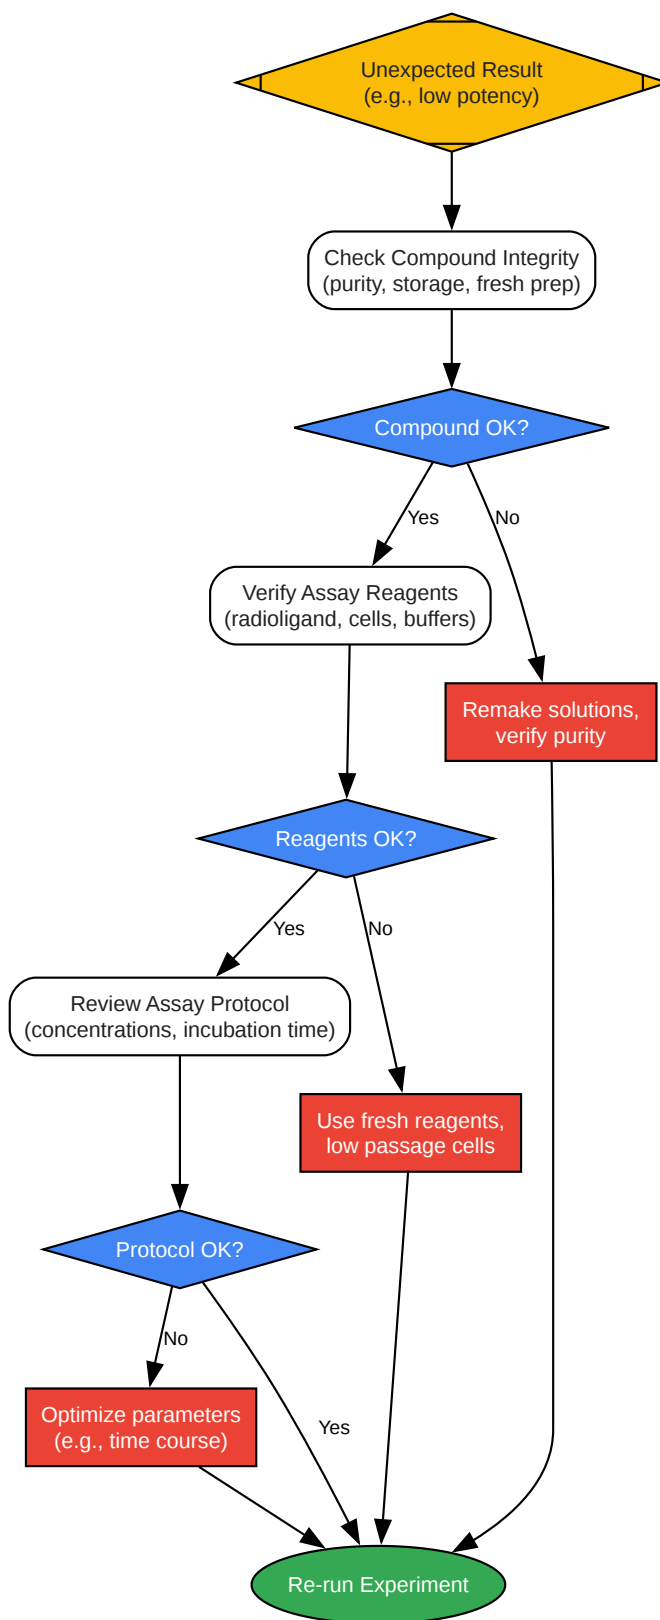 Unexpected Result
(e.g., low potency)
Check Compound Integrity
(purity, storage, fresh prep)
Compound OK?
Yes
No
Verify Assay Reagents
(radioligand, cells, buffers)
Remake solutions,
verify purity
Reagents OK?
Yes
No
Review Assay Protocol
(concentrations, incubation time)
Use fresh reagents,
low passage cells
Protocol OK?
No
Yes
Optimize parameters
(e.g., time course)
Re-run Experiment